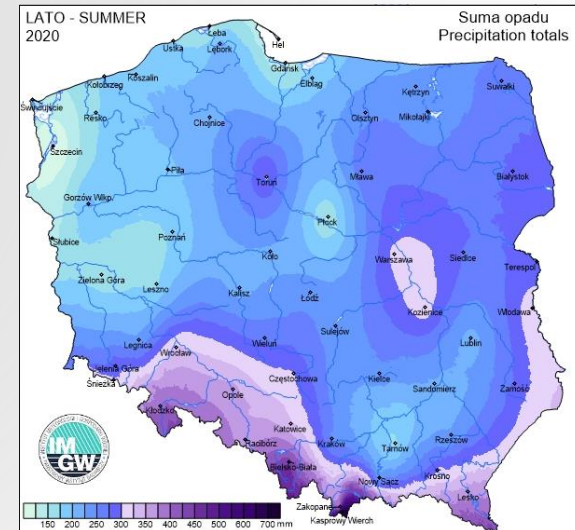 LATO - SUMMER
2020
Suma opadu
Precipitation totals
Łeba
Hel
Ustka
Lębork
Gdańsk
Koszalin
Kołobrzeg
Elbląg
Kętrzyn
Suwałki
Świnoujście
Resko
Chojnice
Olsztyn
Mikołajki
Szczecin
Piła
Toruń
Mława
Białystok
Gorzów Wlkp.
Płock
Słubice
Poznań
Koło
Warszawa
Siedlce
Terespol
Zielona Góra
Leszno
Kalisz
Łódź
Kozienice
Włodawa
Sulejów
Legnica
Wrocław
Wieluń
Lublin
Jelenia Góra
Śnieżka
Częstochowa
Kielce
Sandomierz
Zamość
Kłodzko
Opole
Katowice
Racibórz
Kraków
Tarnów
Rzeszów
Bielsko-Biała
Nowy Sącz
Krosno
Lesko
Zakopane
Kasprowy Wierch
IM
GW
150 200 250 300 350 400 450 500 600 700 mm